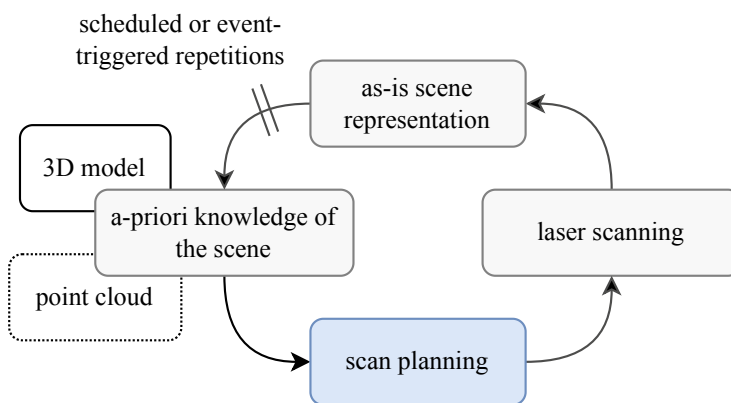 scheduled or event-
triggered repetitions
as-is scene
representation
3D model
a-priori knowledge of
the scene
laser scanning
point cloud
scan planning